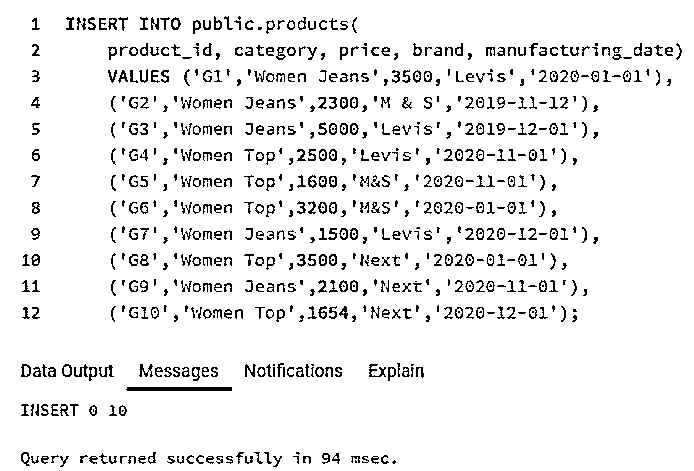 1 INSERT INTO public.products(
2 product_id, category, price, brand, manufacturing_date)
3 VALUES ('G1','Women Jeans',3500,'Levis','2020-01-01'),
4 ('G2','Women Jeans',2300,'M & S','2019-11-12'),
5 ('G3','Women Jeans',5000,'Levis','2019-12-01'),
6 ('G4','Women Top',2500,'Levis','2020-11-01'),
7 ('G5','Women Top',1600,'M&S','2020-11-01'),
8 ('G6','Women Top',3200,'M&S','2020-01-01'),
9 ('G7','Women Jeans',1500,'Levis','2020-12-01'),
10 ('G8','Women Top',3500,'Next','2020-01-01'),
11 ('G9','Women Jeans',2100,'Next','2020-11-01'),
12 ('G10','Women Top',1654,'Next','2020-12-01');
Data Output Messages Notifications Explain
INSERT 0 10
Query returned successfully in 94 msec.